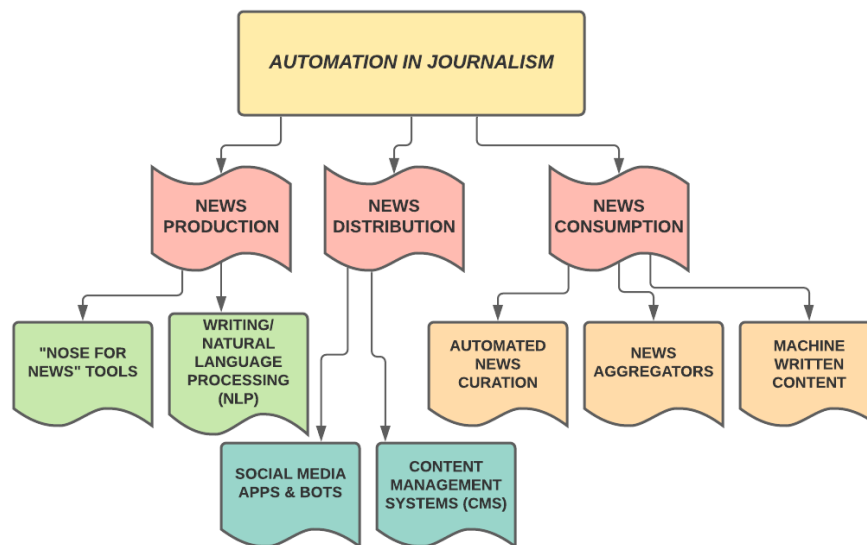 AUTOMATION IN JOURNALISM
NEWS
PRODUCTION
NEWS
DISTRIBUTION
NEWS
CONSUMPTION
"NOSE FOR
NEWS" TOOLS
WRITING/
NATURAL
LANGUAGE
PROCESSING
(NLP)
AUTOMATED
NEWS
CURATION
NEWS
AGGREGATORS
MACHINE
WRITTEN
CONTENT
SOCIAL MEDIA
APPS & BOTS
CONTENT
MANAGEMENT
SYSTEMS (CMS)